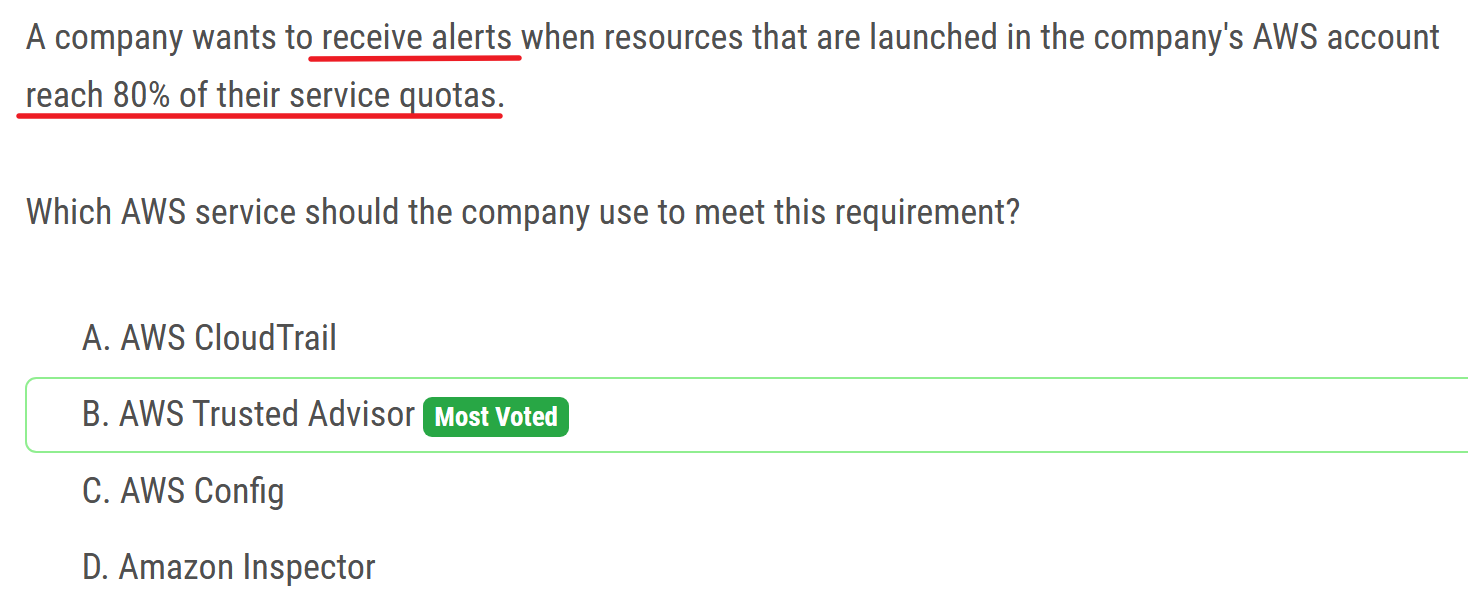 A company wants to receive alerts when resources that are launched in the company's AWS account
reach 80% of their service quotas.
Which AWS service should the company use to meet this requirement?
A. AWS CloudTrail
B. AWS Trusted Advisor Most Voted
C. AWS Config
D. Amazon Inspector